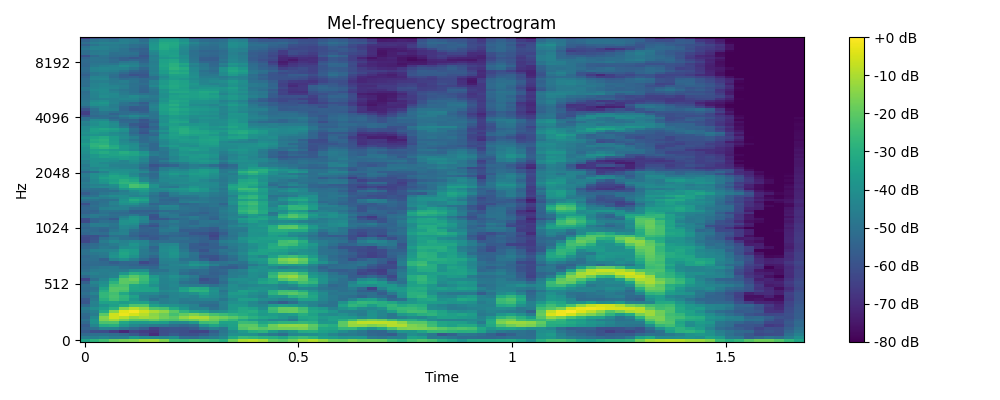 Mel-frequency spectrogram
Hz
8192
4096
2048
1024
512
0
0
0.5
1
1.5
Time
+0 dB
-10 dB
-20 dB
-30 dB
-40 dB
-50 dB
-60 dB
-70 dB
-80 dB